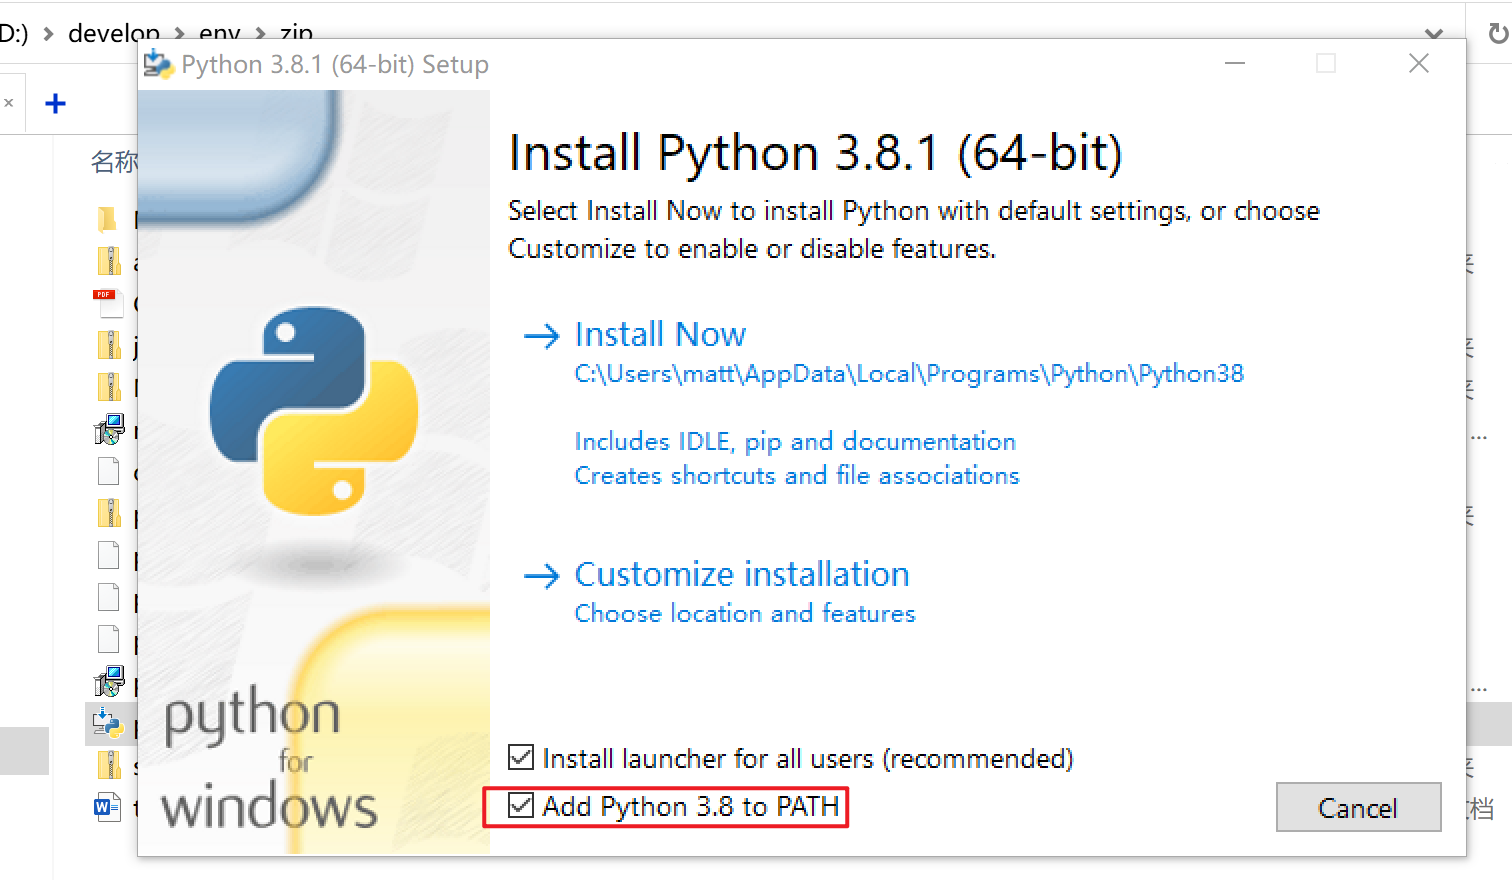 D:) > develop > env > zip
Python 3.8.1 (64-bit) Setup
名称
Install Python 3.8.1 (64-bit)
Select Install Now to install Python with default settings, or choose
Customize to enable or disable features.
Install Now
C:\Users\matt\AppData\Local\Programs\Python\Python38
Includes IDLE, pip and documentation
Creates shortcuts and file associations
Customize installation
Choose location and features
python
for
windows
Install launcher for all users (recommended)
Add Python 3.8 to PATH
Cancel
PDF
W